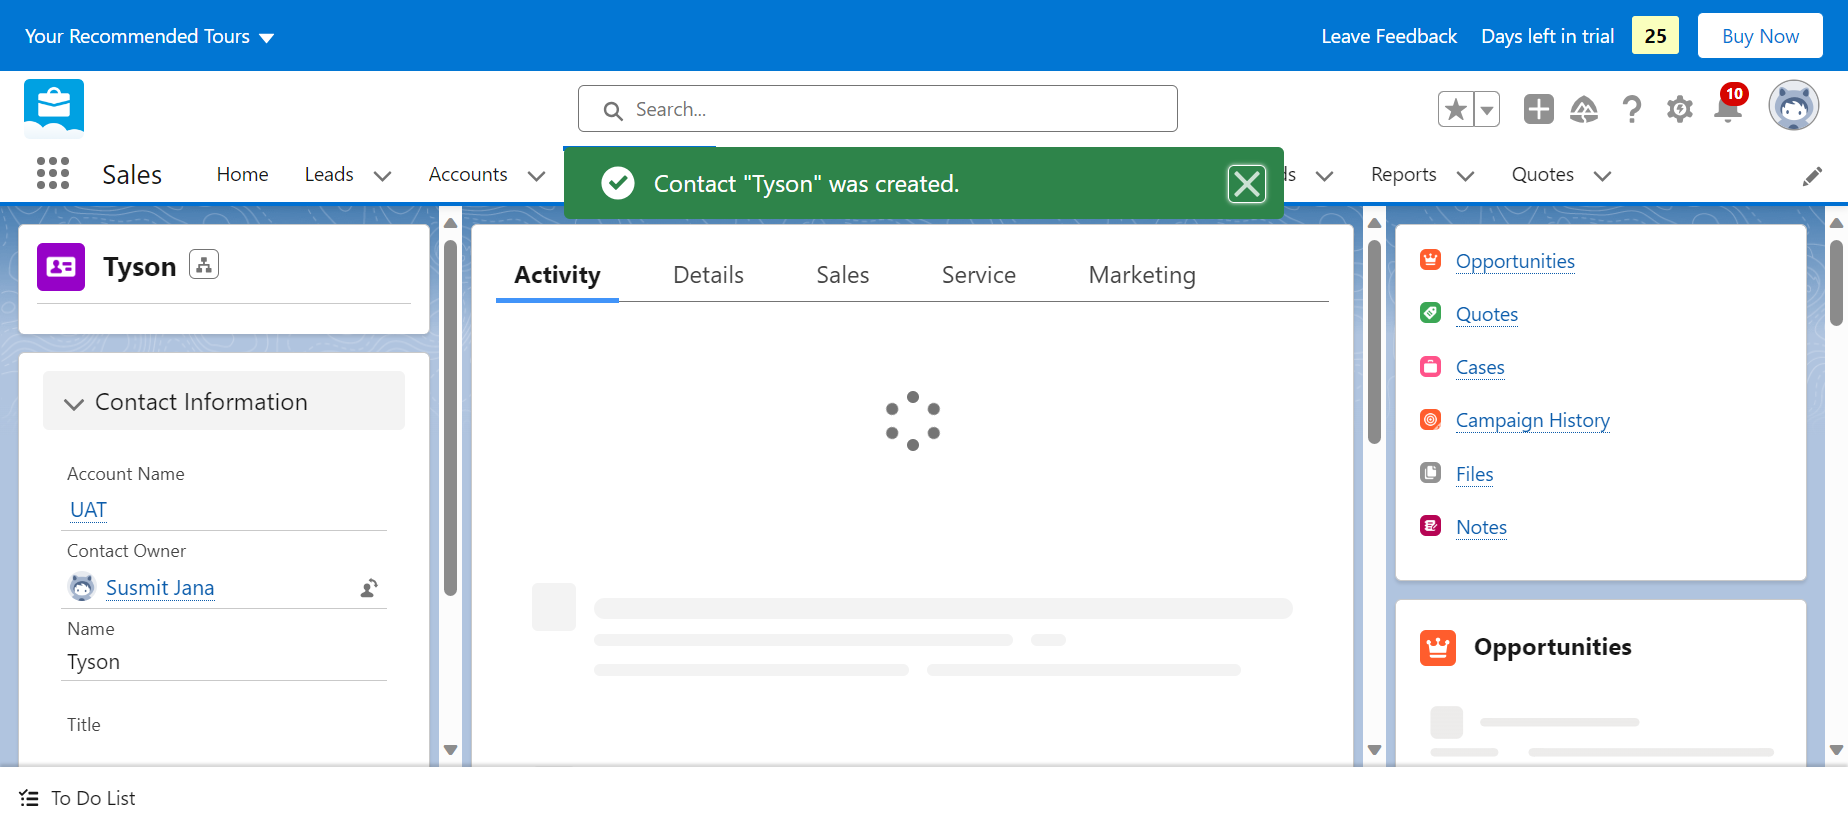 Your Recommended Tours
Leave Feedback
Days left in trial
25
Buy Now
Search...
10
Sales
Home
Leads
Accounts
Contact "Tyson" was created.
Reports
Quotes
Tyson
Contact Information
Account Name
UAT
Contact Owner
Susmit Jana
Name
Tyson
Title
Activity
Details
Sales
Service
Marketing
Opportunities
Quotes
Cases
Campaign History
Files
Notes
Opportunities
To Do List